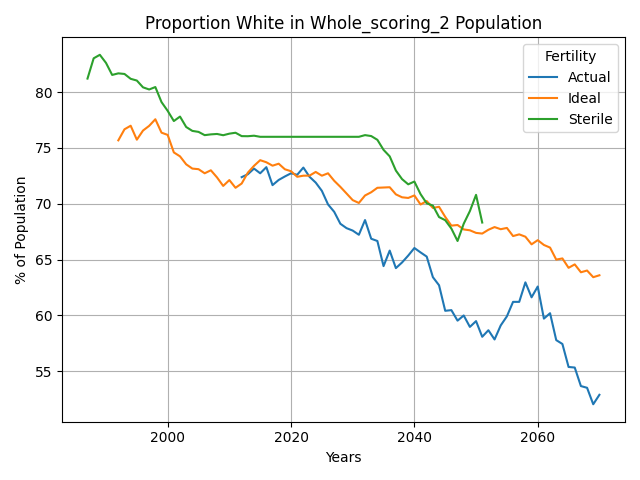 Proportion White in Whole_scoring_2 Population
Fertility
Actual
Ideal
Sterile
% of Population
80
75
70
65
60
55
2000
2020
2040
2060
Years